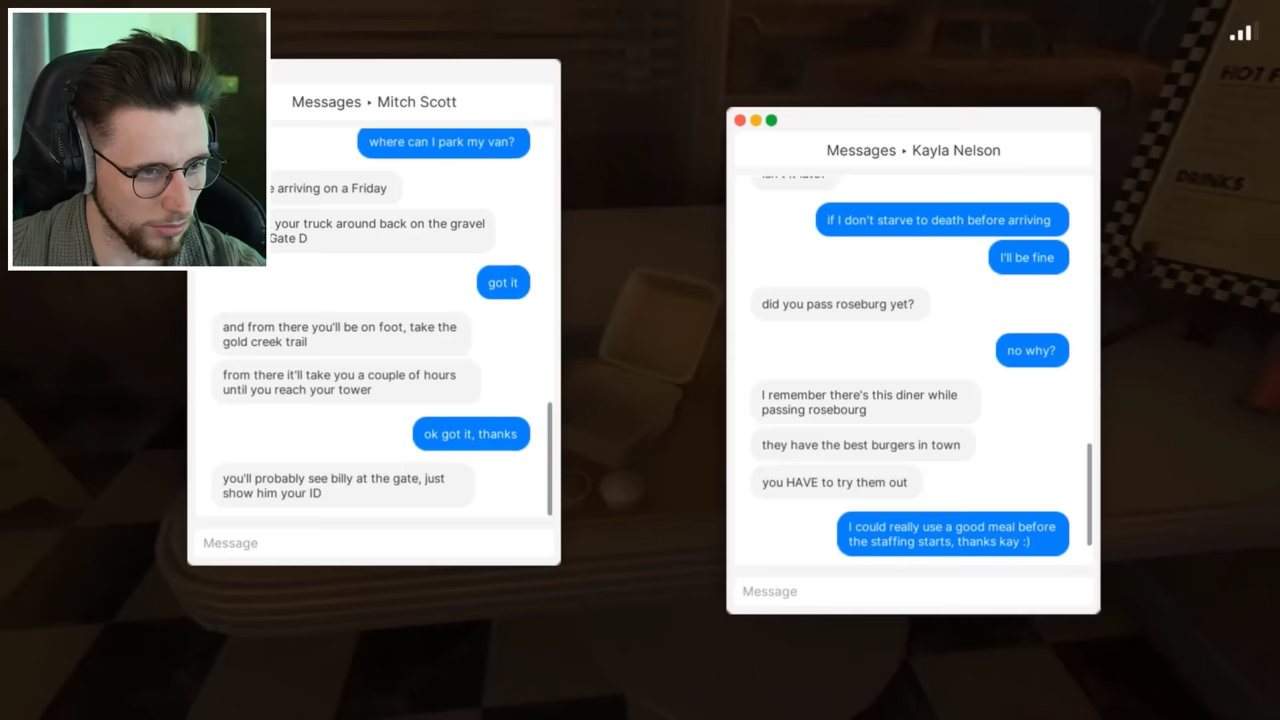 Messages ▸ Mitch Scott
where can I park my van?
arriving on a Friday
your truck around back on the gravel
Gate D
got it
and from there you'll be on foot, take the
gold creek trail
from there it'll take you a couple of hours
until you reach your tower
ok got it, thanks
you'll probably see billy at the gate, just
show him your ID
Message
Messages ▸ Kayla Nelson
if I don't starve to death before arriving
I'll be fine
did you pass roseburg yet?
no why?
I remember there's this diner while
passing rosebourg
they have the best burgers in town
you HAVE to try them out
I could really use a good meal before
the staffing starts, thanks kay :)
Message
HOT
DRINKS